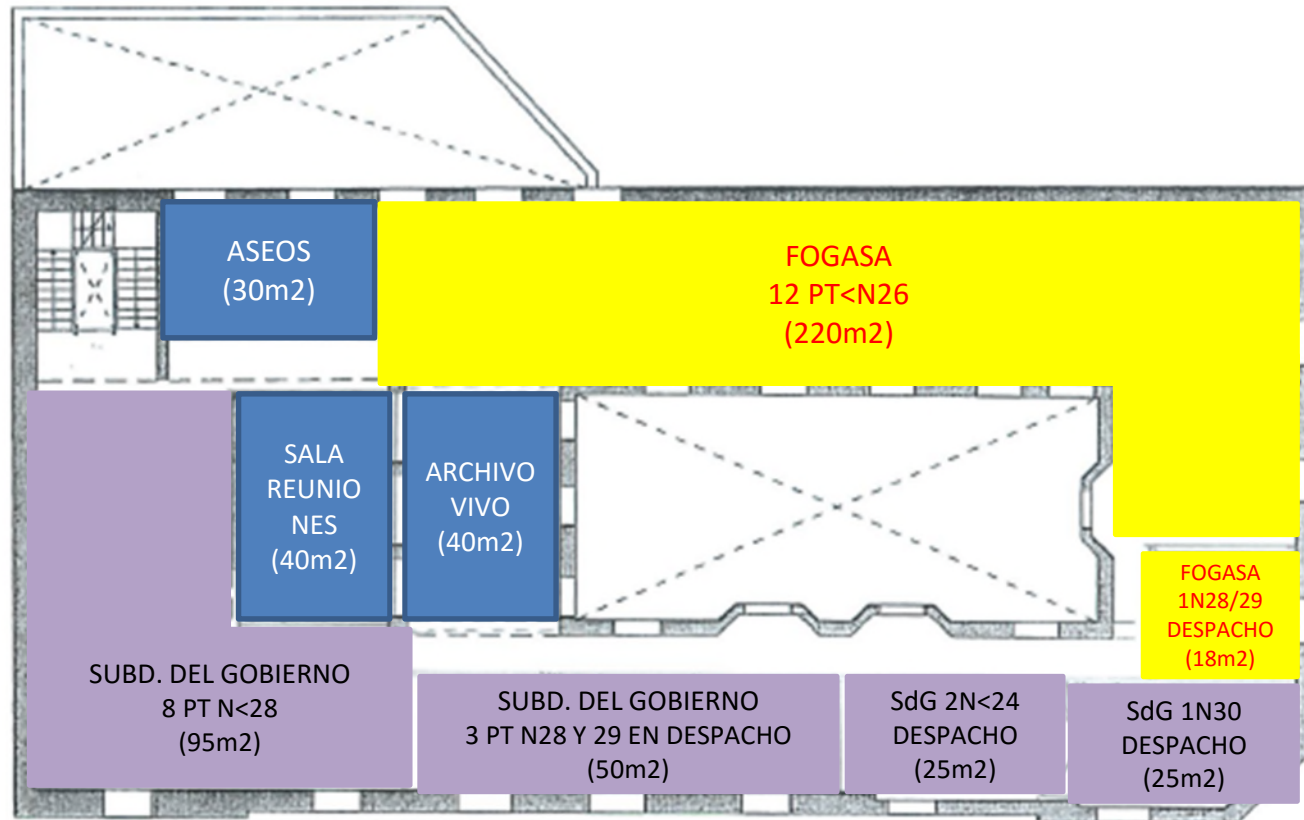 ASEOS
(30m2)
FOGASA
12 PT<N26
(220m2)
SALA
REUNIO
NES
(40m2)
ARCHIVO
VIVO
(40m2)
FOGASA
1N28/29
DESPACHO
(18m2)
SUBD. DEL GOBIERNO
8 PT N<28
(95m2)
SUBD. DEL GOBIERNO
3 PT N28 Y 29 EN DESPACHO
(50m2)
SdG 2N<24
DESPACHO
(25m2)
SdG 1N30
DESPACHO
(25m2)